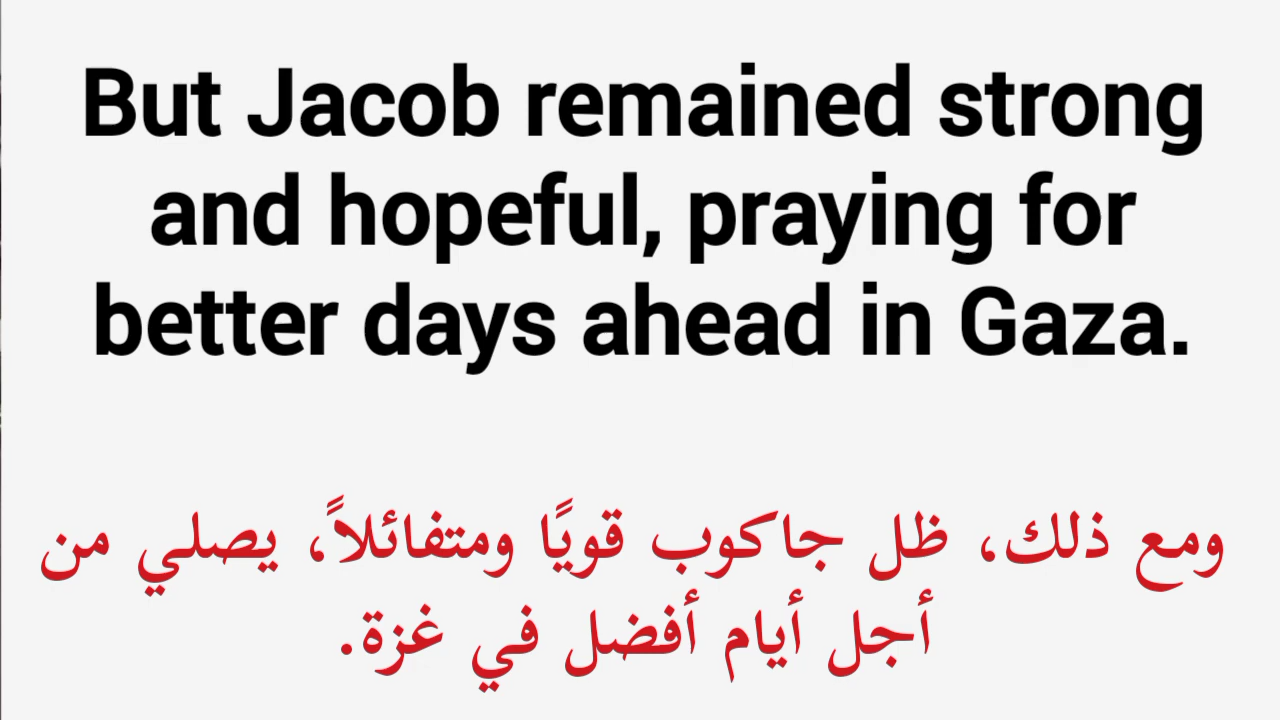 But Jacob remained strong
and hopeful, praying for
better days ahead in Gaza.
ومع ذلك، ظل جاكوب قويًا ومتفائلاً، يصلي من
أجل أيام أفضل في غزة.